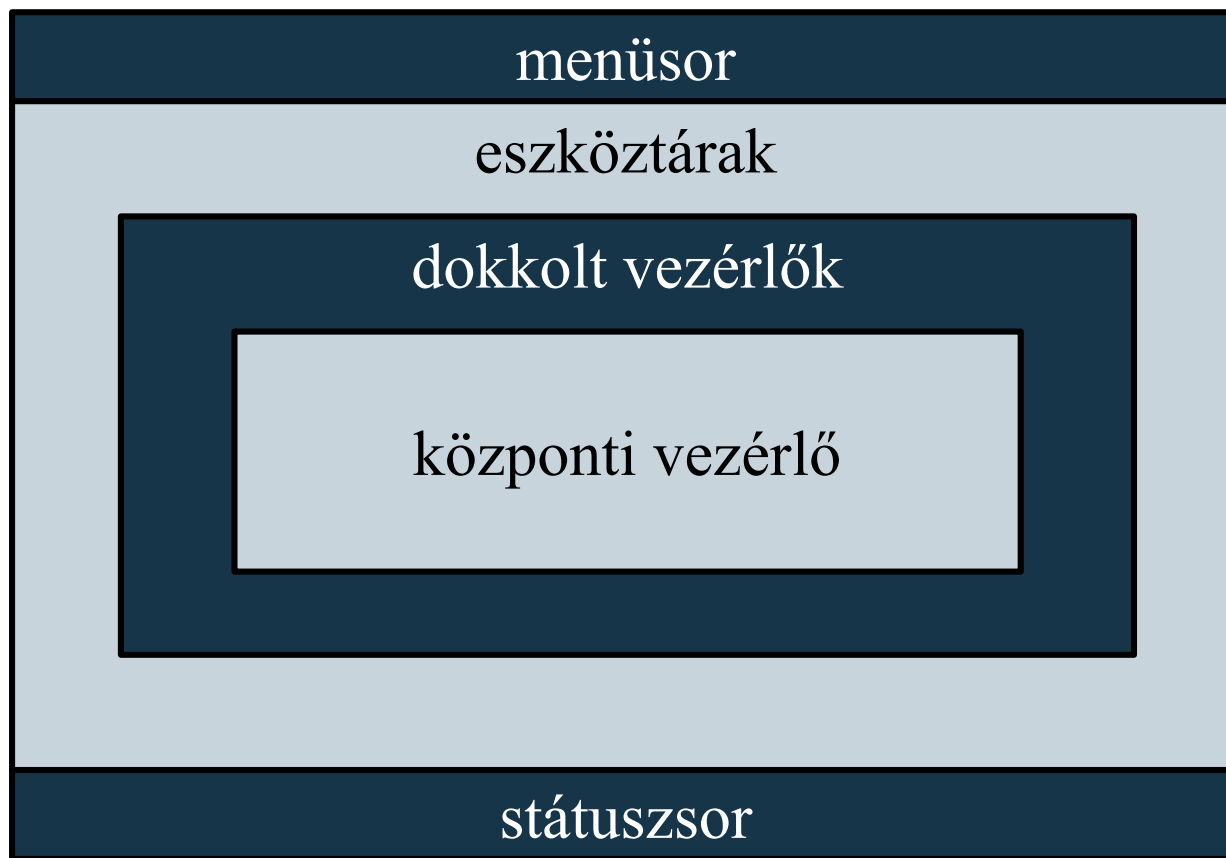 menüsor
eszköztárak
dokkolt vezérlők
központi vezérlő
státuszsor